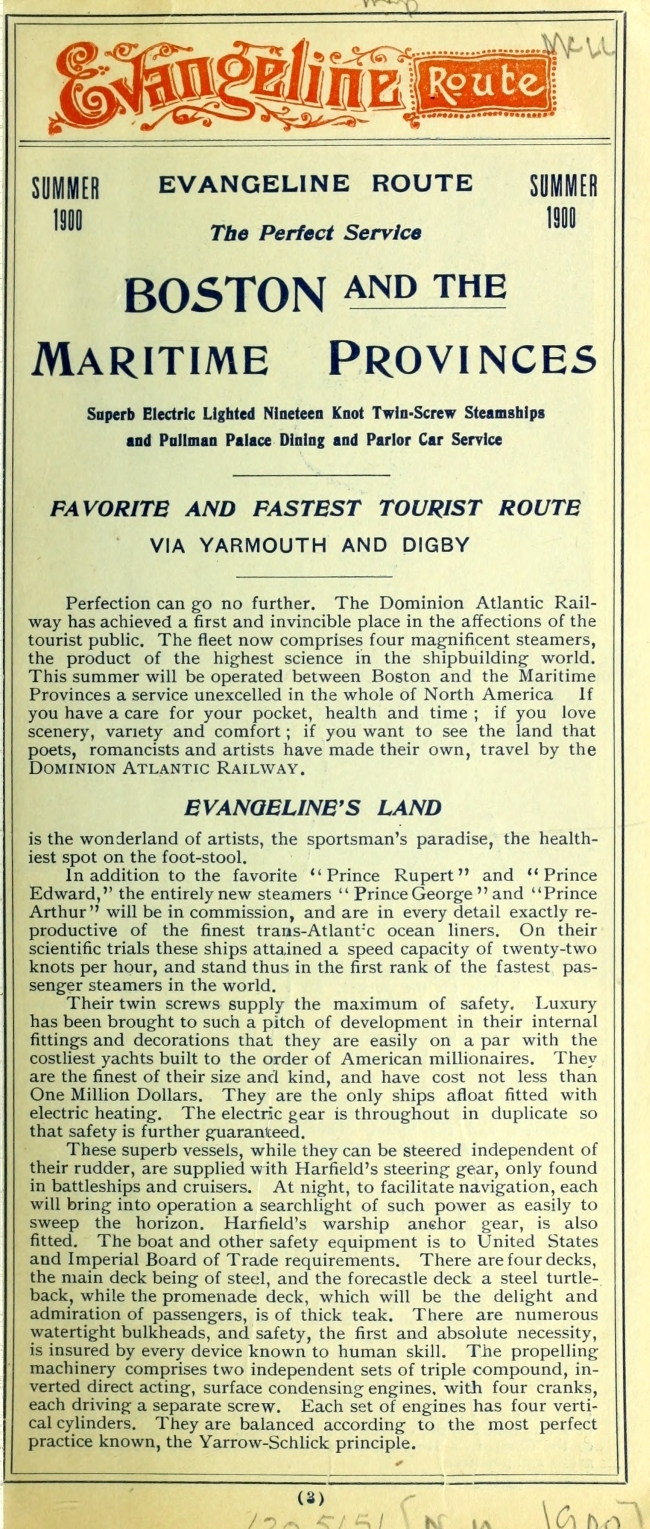 Evangeline Route
SUMMER 1900
EVANGELINE ROUTE
SUMMER 1900
The Perfect Service
BOSTON AND THE
MARITIME PROVINCES
Superb Electric Lighted Nineteen Knot Twin-Screw Steamships
and Pullman Palace Dining and Parlor Car Service
FAVORITE AND FASTEST TOURIST ROUTE
VIA YARMOUTH AND DIGBY
Perfection can go no further. The Dominion Atlantic Rail-
way has achieved a first and invincible place in the affections of the
tourist public. The fleet now comprises four magnificent steamers,
the product of the highest science in the shipbuilding world.
This summer will be operated between Boston and the Maritime
Provinces a service unexcelled in the whole of North America If
you have a care for your pocket, health and time ; if you love
scenery, variety and comfort ; if you want to see the land that
poets, romancists and artists have made their own, travel by the
DOMINION ATLANTIC RAILWAY.
EVANGELINE'S LAND
is the wonderland of artists, the sportsman's paradise, the health-
iest spot on the foot-stool.
In addition to the favorite "Prince Rupert" and "Prince
Edward," the entirely new steamers "Prince George" and "Prince
Arthur" will be in commission, and are in every detail exactly re-
productive of the finest trans-Atlantic ocean liners. On their
scientific trials these ships attained a speed capacity of twenty-two
knots per hour, and stand thus in the first rank of the fastest pas-
senger steamers in the world.
Their twin screws supply the maximum of safety. Luxury
has been brought to such a pitch of development in their internal
fittings and decorations that they are easily on a par with the
costliest yachts built to the order of American millionaires. They
are the finest of their size and kind, and have cost not less than
One Million Dollars. They are the only ships afloat fitted with
electric heating. The electric gear is throughout in duplicate so
that safety is further guaranteed.
These superb vessels, while they can be steered independent of
their rudder, are supplied with Harfield's steering gear, only found
in battleships and cruisers. At night, to facilitate navigation, each
will bring into operation a searchlight of such power as easily to
sweep the horizon. Harfield's warship anchor gear, is also
fitted. The boat and other safety equipment is to United States
and Imperial Board of Trade requirements. There are four decks,
the main deck being of steel, and the forecastle deck a steel turtle-
back, while the promenade deck, which will be the delight and
admiration of passengers, is of thick teak. There are numerous
watertight bulkheads, and safety, the first and absolute necessity,
is insured by every device known to human skill. The propelling
machinery comprises two independent sets of triple compound, in-
verted direct acting, surface condensing engines, with four cranks,
each driving a separate screw. Each set of engines has four verti-
cal cylinders. They are balanced according to the most perfect
practice known, the Yarrow-Schlick principle.
(3)